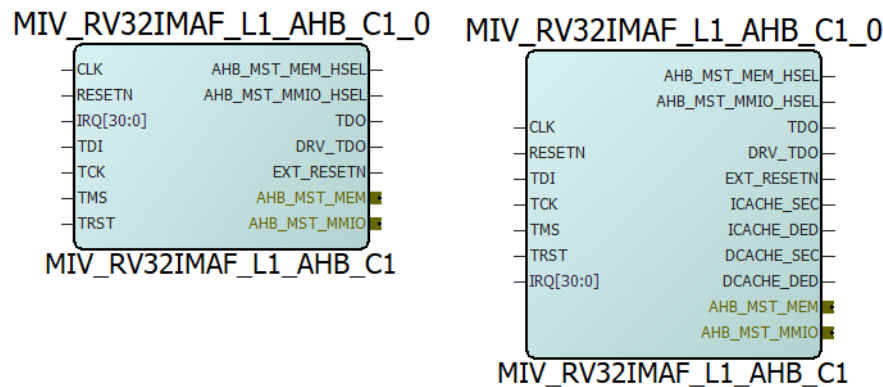 MIV_RV32IMAF_L1_AHB_C1_0
CLK AHB_MST_MEM_HSEL
RESETN AHB_MST_MMIO_HSEL
IRQ[30:0] TDO
TDI DRV_TDO
TCK EXT_RESETN
TMS AHB_MST_MEM
TRST AHB_MST_MMIO
MIV_RV32IMAF_L1_AHB_C1
MIV_RV32IMAF_L1_AHB_C1_0
AHB_MST_MEM_HSEL
AHB_MST_MMIO_HSEL
CLK TDO
RESETN DRV_TDO
TDI EXT_RESETN
TCK ICACHE_SEC
TMS ICACHE_DED
TRST DCACHE_SEC
IRQ[30:0] DCACHE_DED
AHB_MST_MEM
AHB_MST_MMIO
MIV_RV32IMAF_L1_AHB_C1